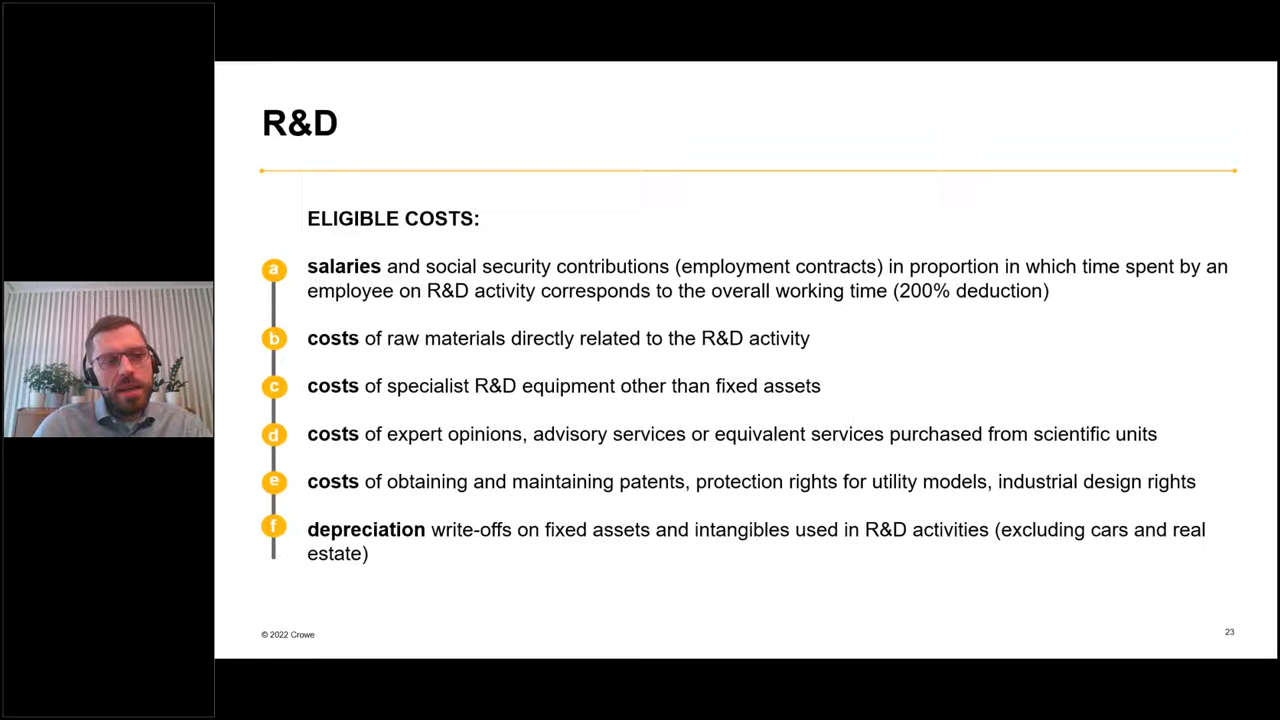 R&D
ELIGIBLE COSTS:
a
salaries and social security contributions (employment contracts) in proportion in which time spent by an
employee on R&D activity corresponds to the overall working time (200% deduction)
b
costs of raw materials directly related to the R&D activity
c
costs of specialist R&D equipment other than fixed assets
d
costs of expert opinions, advisory services or equivalent services purchased from scientific units
e
costs of obtaining and maintaining patents, protection rights for utility models, industrial design rights
f
depreciation write-offs on fixed assets and intangibles used in R&D activities (excluding cars and real
estate)
© 2022 Crowe
23